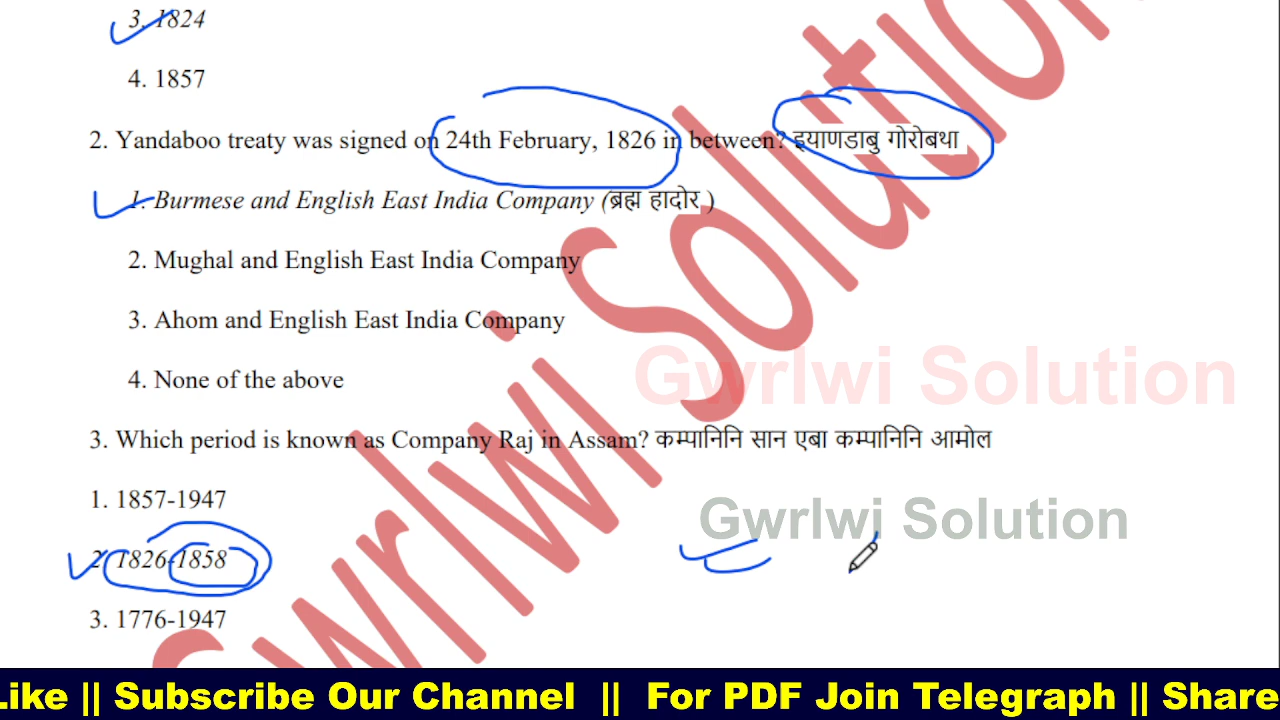 3. 1824
4. 1857
2. Yandaboo treaty was signed on 24th February, 1826 in between? इयाणडाबु गोरोबथा
1. Burmese and English East India Company (ब्रह्म हादोर )
2. Mughal and English East India Company
3. Ahom and English East India Company
4. None of the above
Gwrlwi Solution
3. Which period is known as Company Raj in Assam? कम्पानिनि सान एबा कम्पानिनि आमोल
1. 1857-1947
Gwrlwi Solution
2. 1826-1858
3. 1776-1947
Gwrlwi Solution
Like || Subscribe Our Channel || For PDF Join Telegraph || Share